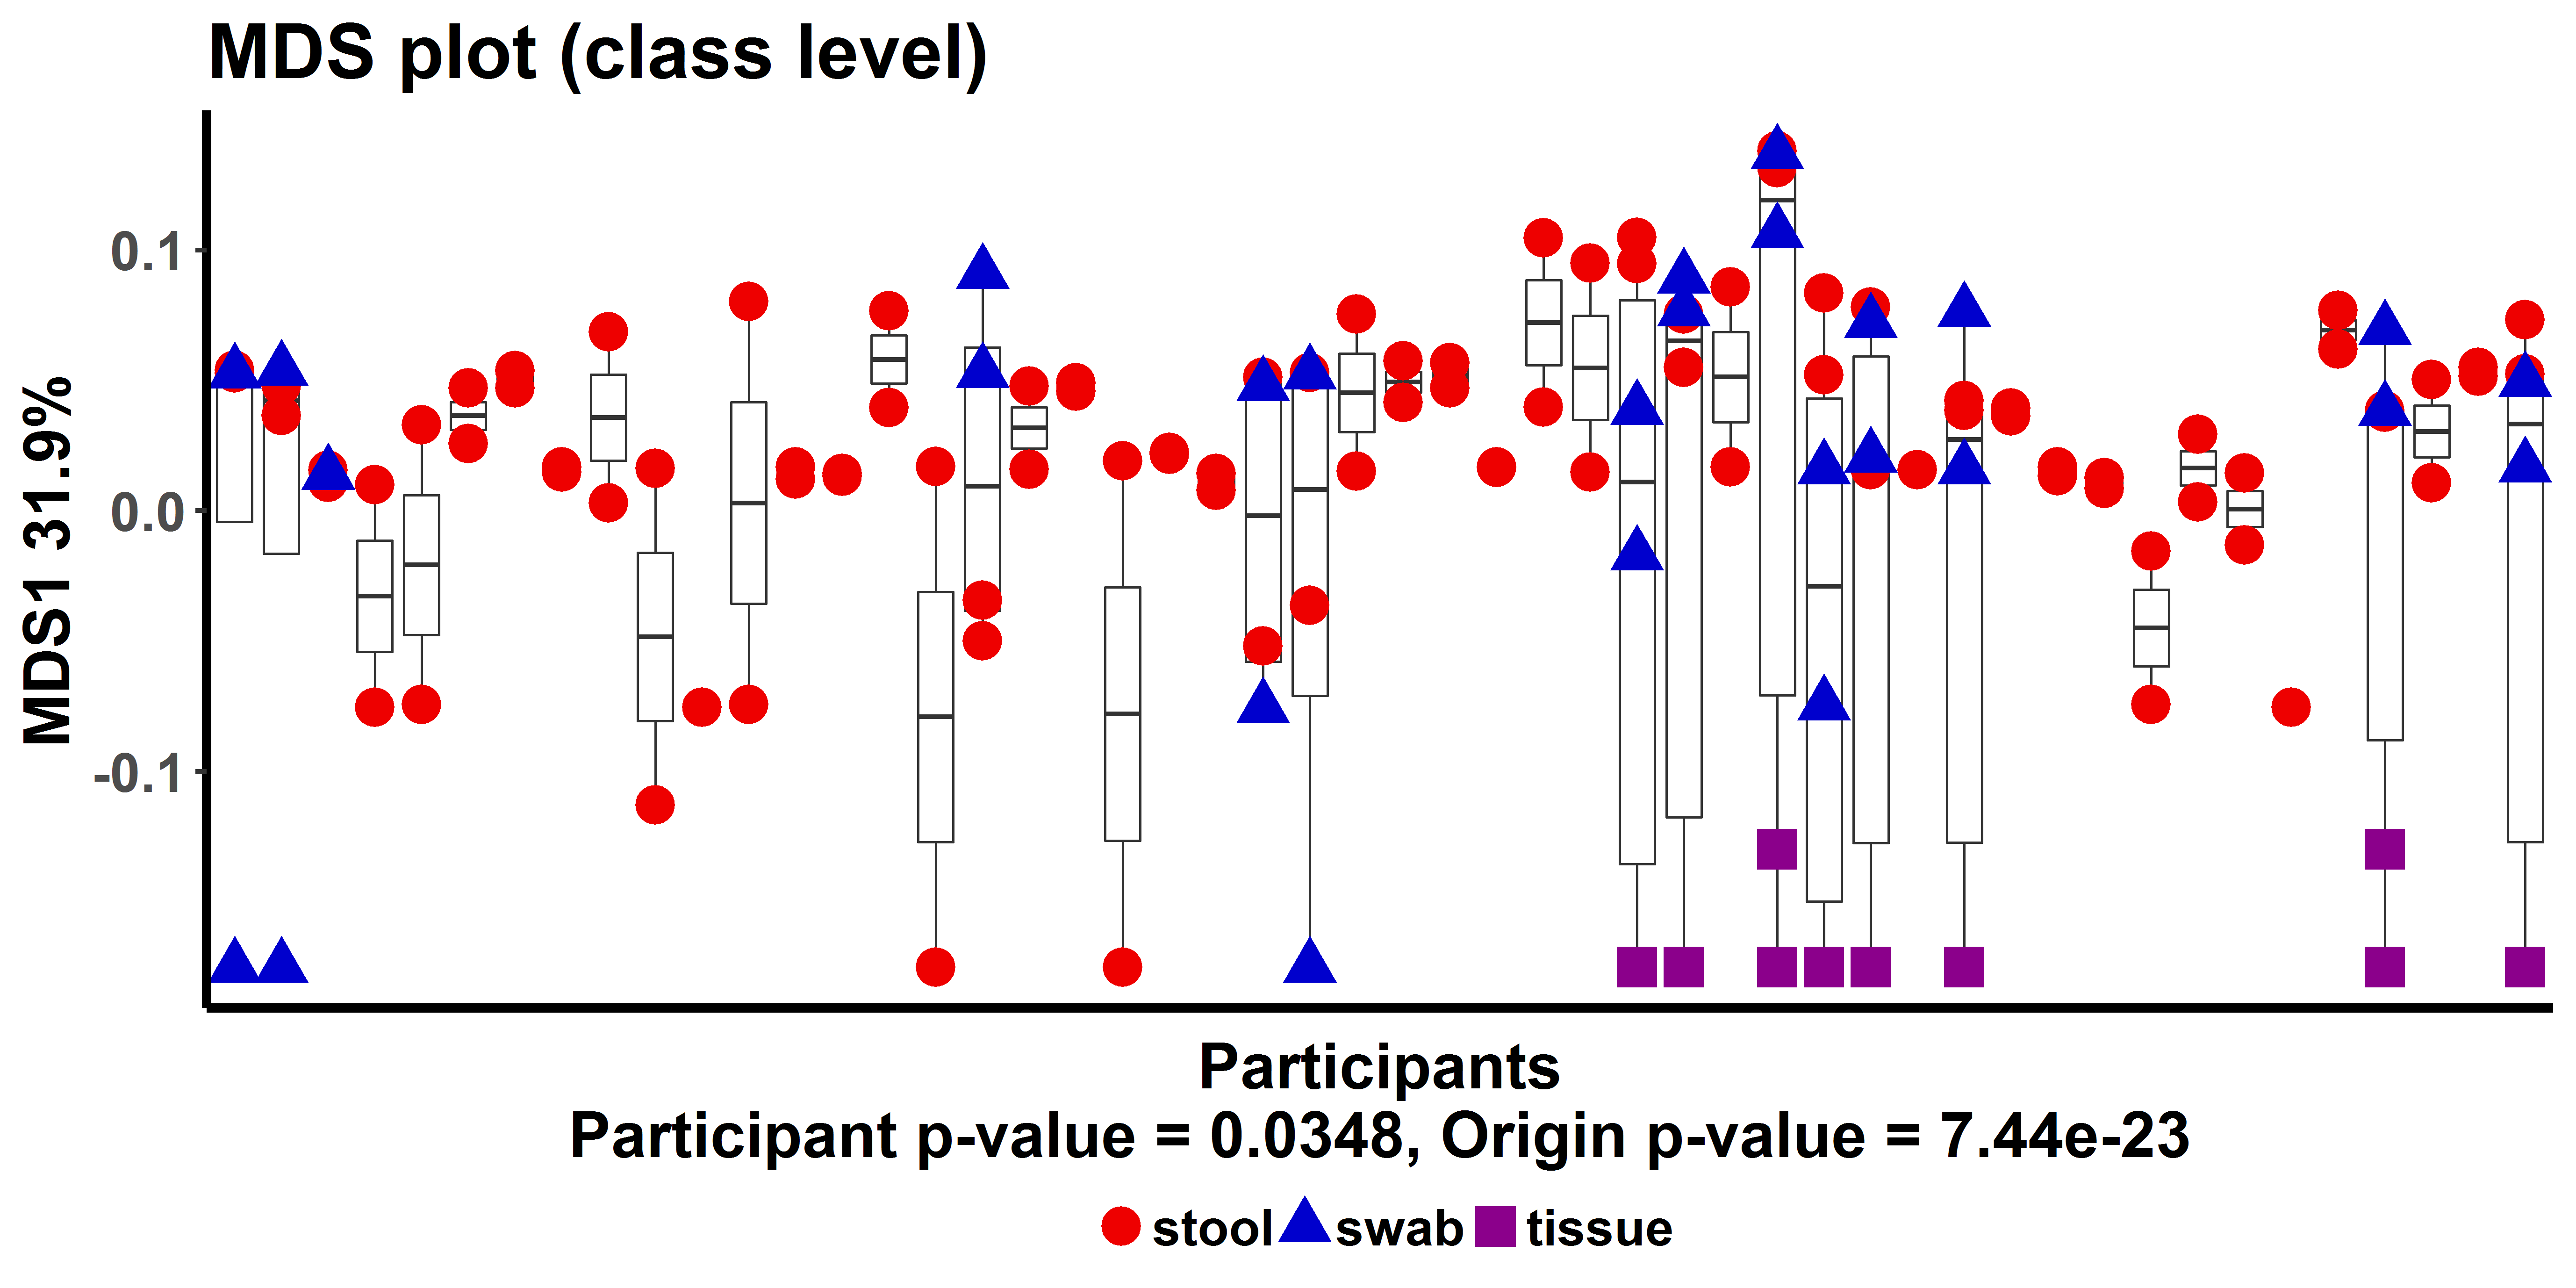 MDS plot (class level)
MDS1 31.9%
0.1
0.0
-0.1
Participants
Participant p-value = 0.0348, Origin p-value = 7.44e-23
stool swab tissue